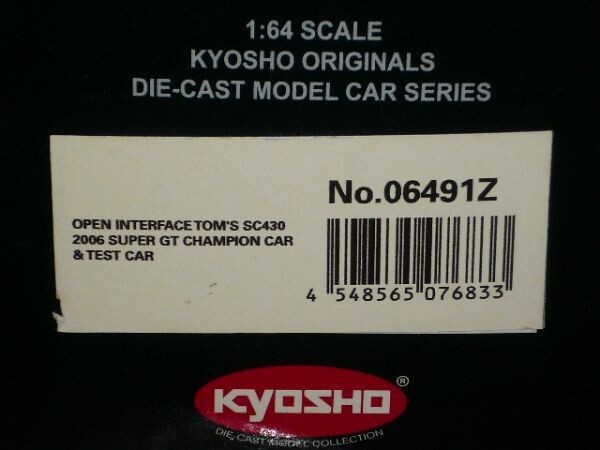 1:64 SCALE
KYOSHO ORIGINALS
DIE-CAST MODEL CAR SERIES
No.06491Z
OPEN INTERFACE TOM'S SC430
2006 SUPER GT CHAMPION CAR
& TEST CAR
4 548565 076833
KYOSHO ®
DIE-CAST MODEL COLLECTION